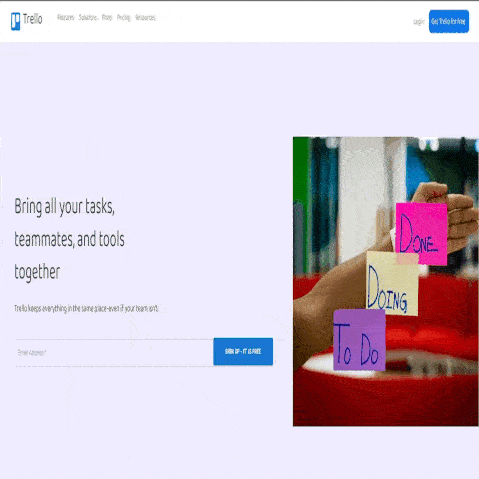 Trello
Features Solutions Plans Pricing Resources
Login
Get Trello for Free
Bring all your tasks,
teammates, and tools
together
Trello keeps everything in the same place-even if your team isn't.
Email Address*
SIGN UP - IT IS FREE
DONE
DOING
TO DO